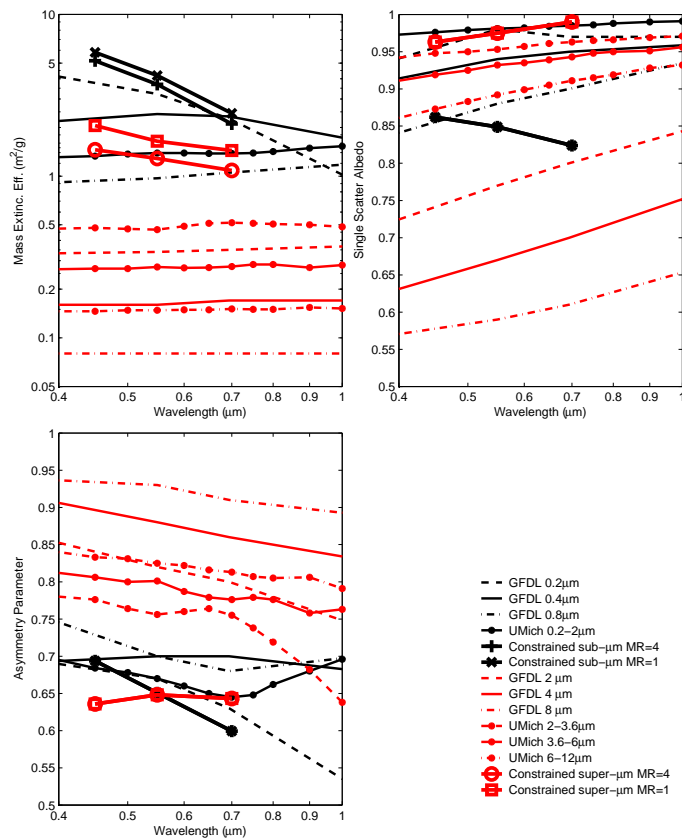 10
5
2
1
0.5
0.2
0.1
0.05
0.4
0.5
0.6
0.7
0.8
0.9
1
Wavelength (μm)
Mass Extinc. Eff. (m²/g)
1
0.95
0.9
0.85
0.8
0.75
0.7
0.65
0.6
0.55
0.5
0.4
0.5
0.6
0.7
0.8
0.9
1
Wavelength (μm)
Single Scatter Albedo
1
0.95
0.9
0.85
0.8
0.75
0.7
0.65
0.6
0.55
0.5
0.4
0.5
0.6
0.7
0.8
0.9
1
Wavelength (μm)
Asymmetry Parameter
GFDL 0.2μm
GFDL 0.4μm
GFDL 0.8μm
UMich 0.2−2μm
Constrained sub−μm MR=4
Constrained sub−μm MR=1
GFDL 2 μm
GFDL 4 μm
GFDL 8 μm
UMich 2−3.6μm
UMich 3.6−6μm
UMich 6−12μm
Constrained super−μm MR=4
Constrained super−μm MR=1